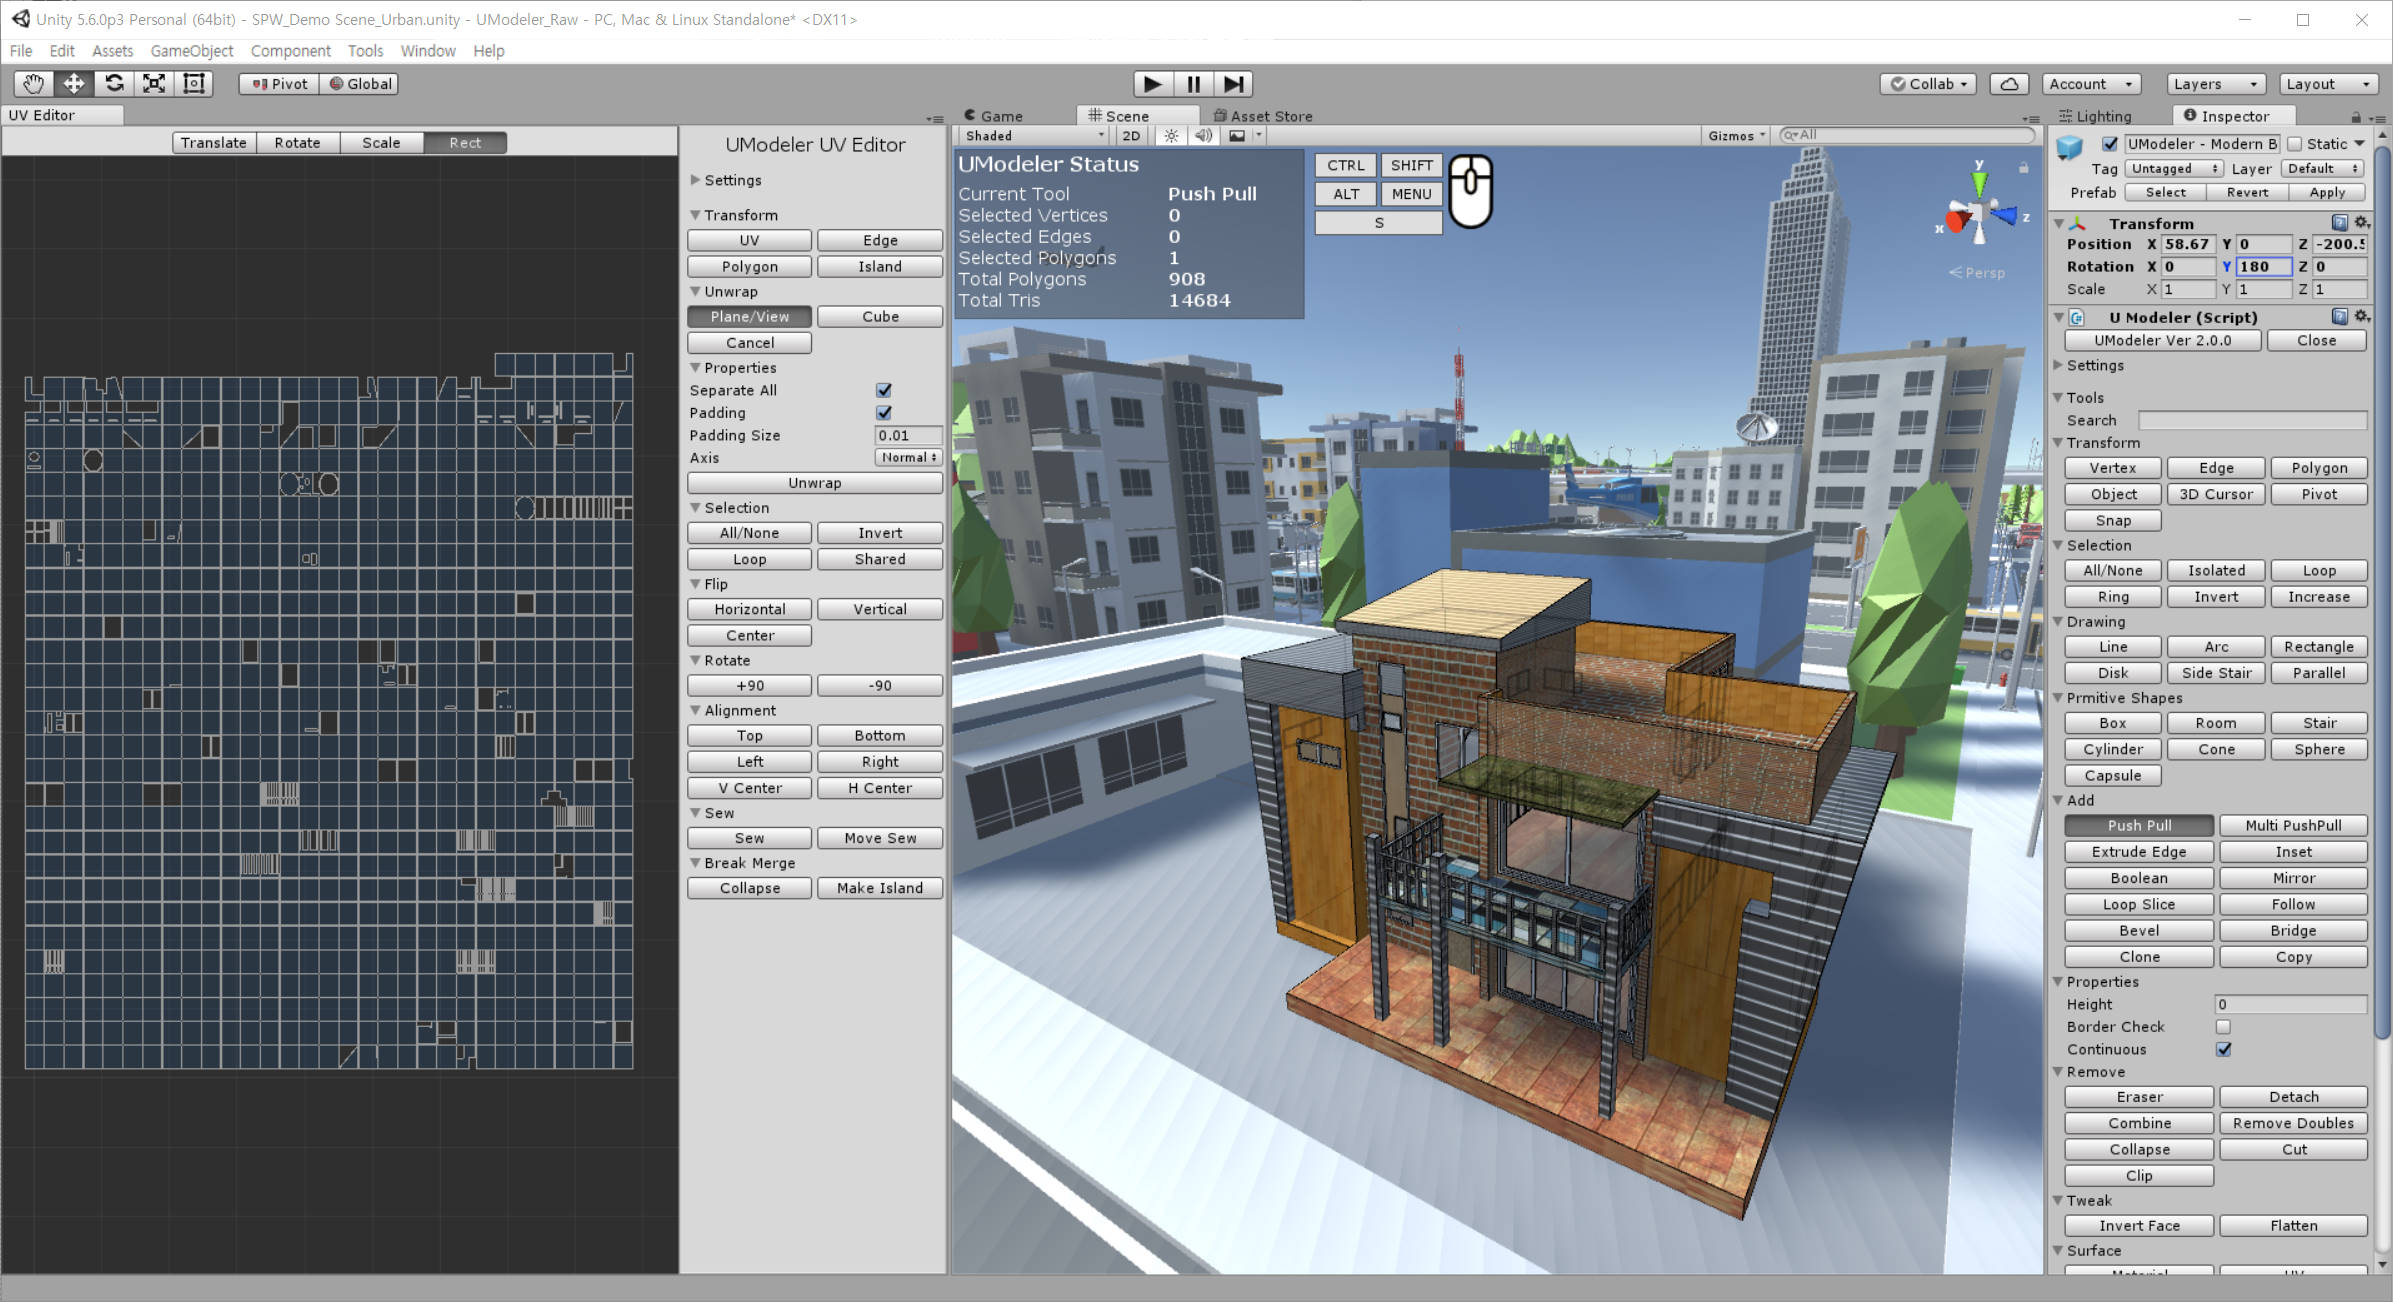 Unity 5.6.0p3 Personal (64bit) - SPW_Demo Scene_Urban.unity - UModeler_Raw - PC, Mac & Linux Standalone* <DX11>
File Edit Assets GameObject Component Tools Window Help
Pivot Global
Collab Account Layers Layout
UV Editor
Translate Rotate Scale Rect
UModeler UV Editor
Settings
Transform
UV Edge
Polygon Island
Unwrap
Plane/View Cube
Cancel
Properties
Separate All
Padding
Padding Size 0.01
Axis Normal
Unwrap
Selection
All/None Invert
Loop Shared
Flip
Horizontal Vertical
Center
Rotate
+90 -90
Alignment
Top Bottom
Left Right
V Center H Center
Sew
Sew Move Sew
Break Merge
Collapse Make Island
Game Scene Asset Store
Shaded 2D Gizmos All
UModeler Status
Current Tool Push Pull
Selected Vertices 0
Selected Edges 0
Selected Polygons 1
Total Polygons 908
Total Tris 14684
CTRL SHIFT
ALT MENU
S
y
x z
Persp
Lighting Inspector
UModeler - Modern B Static
Tag Untagged Layer Default
Prefab Select Revert Apply
Transform
Position X 58.67 Y 0 Z -200.5
Rotation X 0 Y 180 Z 0
Scale X 1 Y 1 Z 1
U Modeler (Script)
UModeler Ver 2.0.0 Close
Settings
Tools
Search
Transform
Vertex Edge Polygon
Object 3D Cursor Pivot
Snap
Selection
All/None Isolated Loop
Ring Invert Increase
Drawing
Line Arc Rectangle
Disk Side Stair Parallel
Prmitive Shapes
Box Room Stair
Cylinder Cone Sphere
Capsule
Add
Push Pull Multi PushPull
Extrude Edge Inset
Boolean Mirror
Loop Slice Follow
Bevel Bridge
Clone Copy
Properties
Height 0
Border Check
Continuous
Remove
Eraser Detach
Combine Remove Doubles
Collapse Cut
Clip
Tweak
Invert Face Flatten
Surface
Material UV